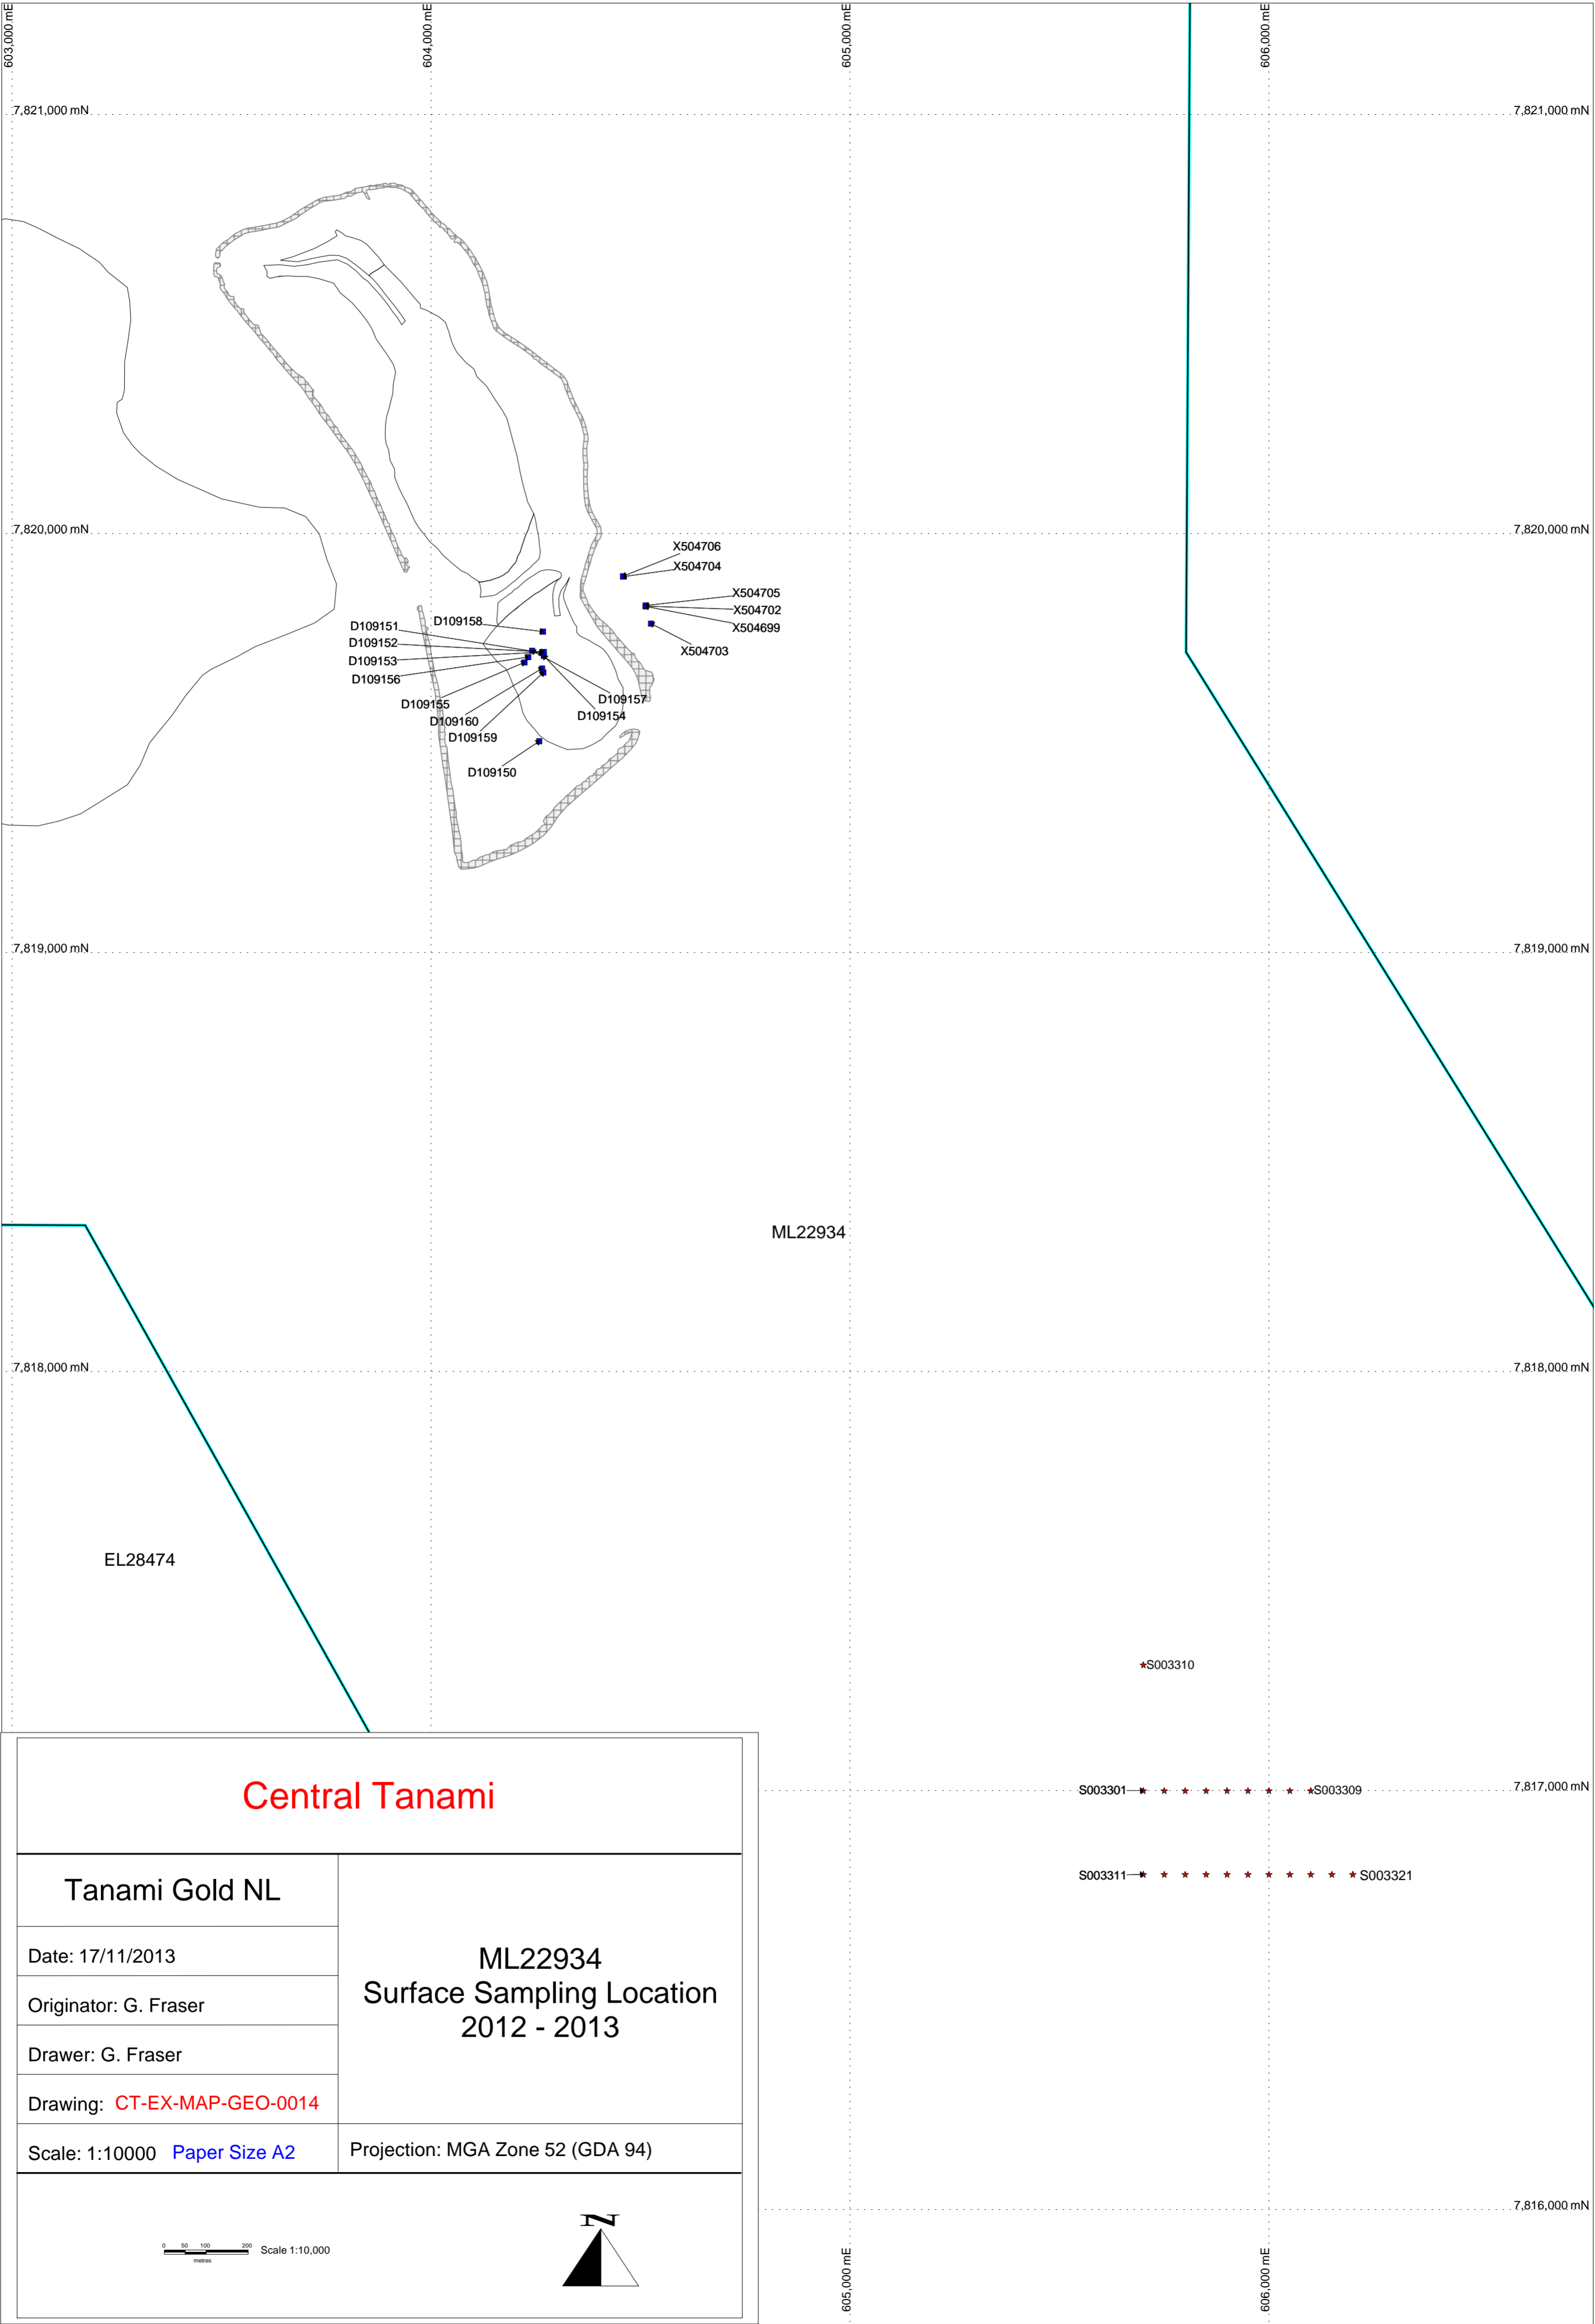 603,000 mE
604,000 mE
605,000 mE
606,000 mE
7,821,000 mN
7,821,000 mN
7,820,000 mN
7,820,000 mN
X504706
X504704
X504705
X504702
X504699
X504703
D109158
D109151
D109152
D109153
D109156
D109155
D109160
D109159
D109157
D109154
D109150
7,819,000 mN
7,819,000 mN
ML22934
7,818,000 mN
7,818,000 mN
EL28474
S003310
S003301
S003309
7,817,000 mN
S003311
S003321
7,816,000 mN
605,000 mE
606,000 mE
Central Tanami
Tanami Gold NL
Date: 17/11/2013
Originator: G. Fraser
Drawer: G. Fraser
Drawing: CT-EX-MAP-GEO-0014
Scale: 1:10000 Paper Size A2
ML22934
Surface Sampling Location
2012 - 2013
Projection: MGA Zone 52 (GDA 94)
0 50 100 200
metres
Scale 1:10,000
N